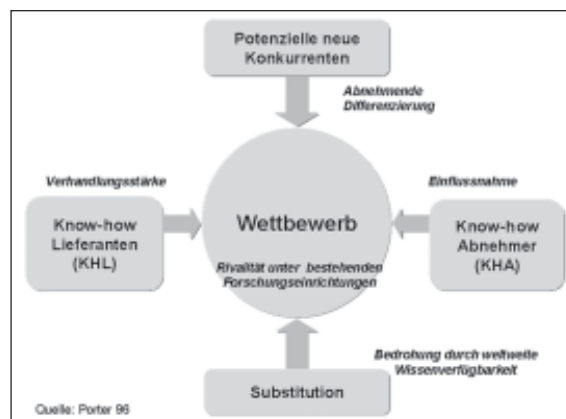 Potenzielle neue
Konkurrenten
Abnehmende
Differenzierung
Verhandlungsstärke
Einflussnahme
Know-how
Lieferanten
(KHL)
Wettbewerb
Rivalität unter bestehenden
Forschungseinrichtungen
Know-how
Abnehmer
(KHA)
Bedrohung durch weltweite
Wissenverfügbarkeit
Substitution
Quelle: Porter 96